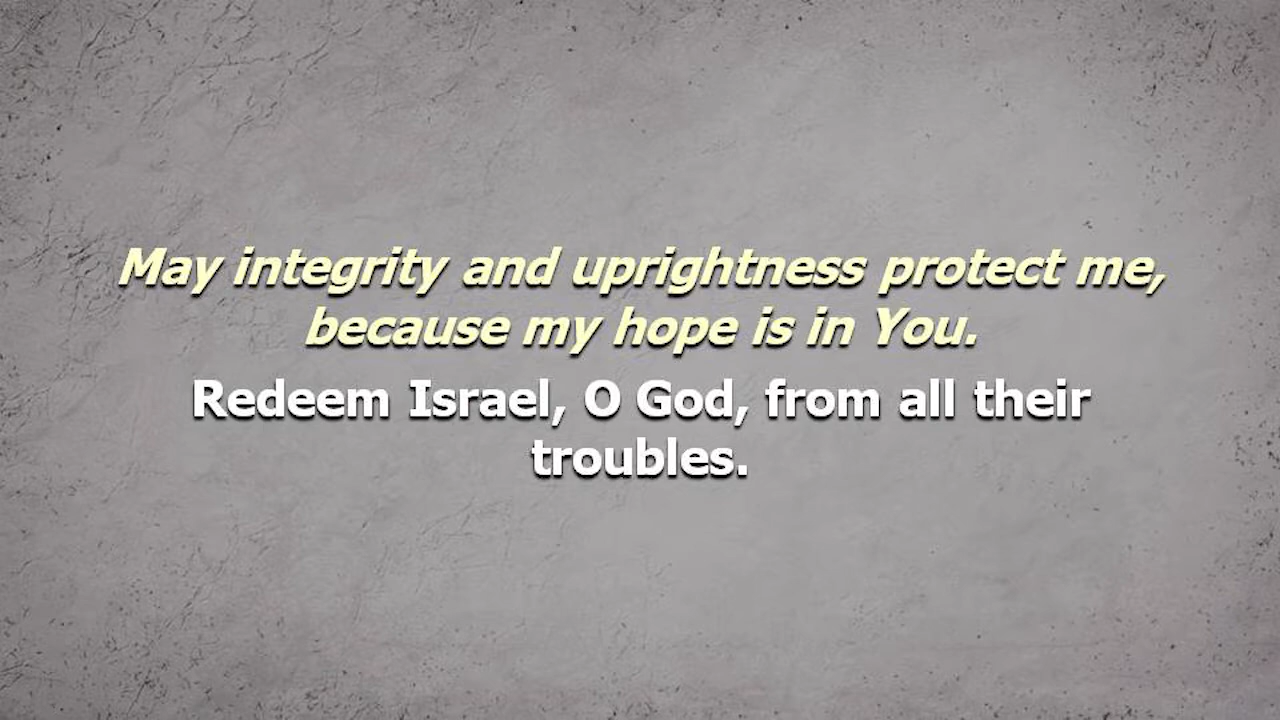 May integrity and uprightness protect me,
because my hope is in You.
Redeem Israel, O God, from all their
troubles.